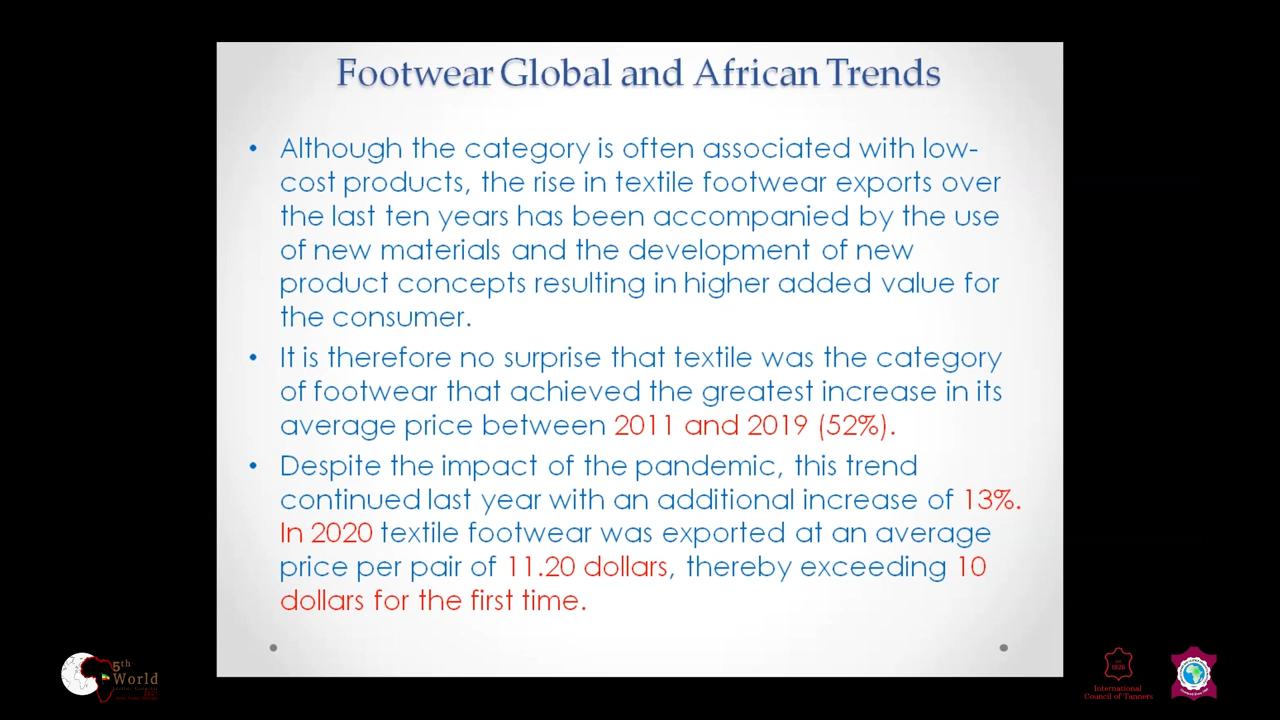 Footwear Global and African Trends
• Although the category is often associated with low-
cost products, the rise in textile footwear exports over
the last ten years has been accompanied by the use
of new materials and the development of new
product concepts resulting in higher added value for
the consumer.
• It is therefore no surprise that textile was the category
of footwear that achieved the greatest increase in its
average price between 2011 and 2019 (52%).
• Despite the impact of the pandemic, this trend
continued last year with an additional increase of 13%.
In 2020 textile footwear was exported at an average
price per pair of 11.20 dollars, thereby exceeding 10
dollars for the first time.
5th
World
1926
International
Council of Tanners